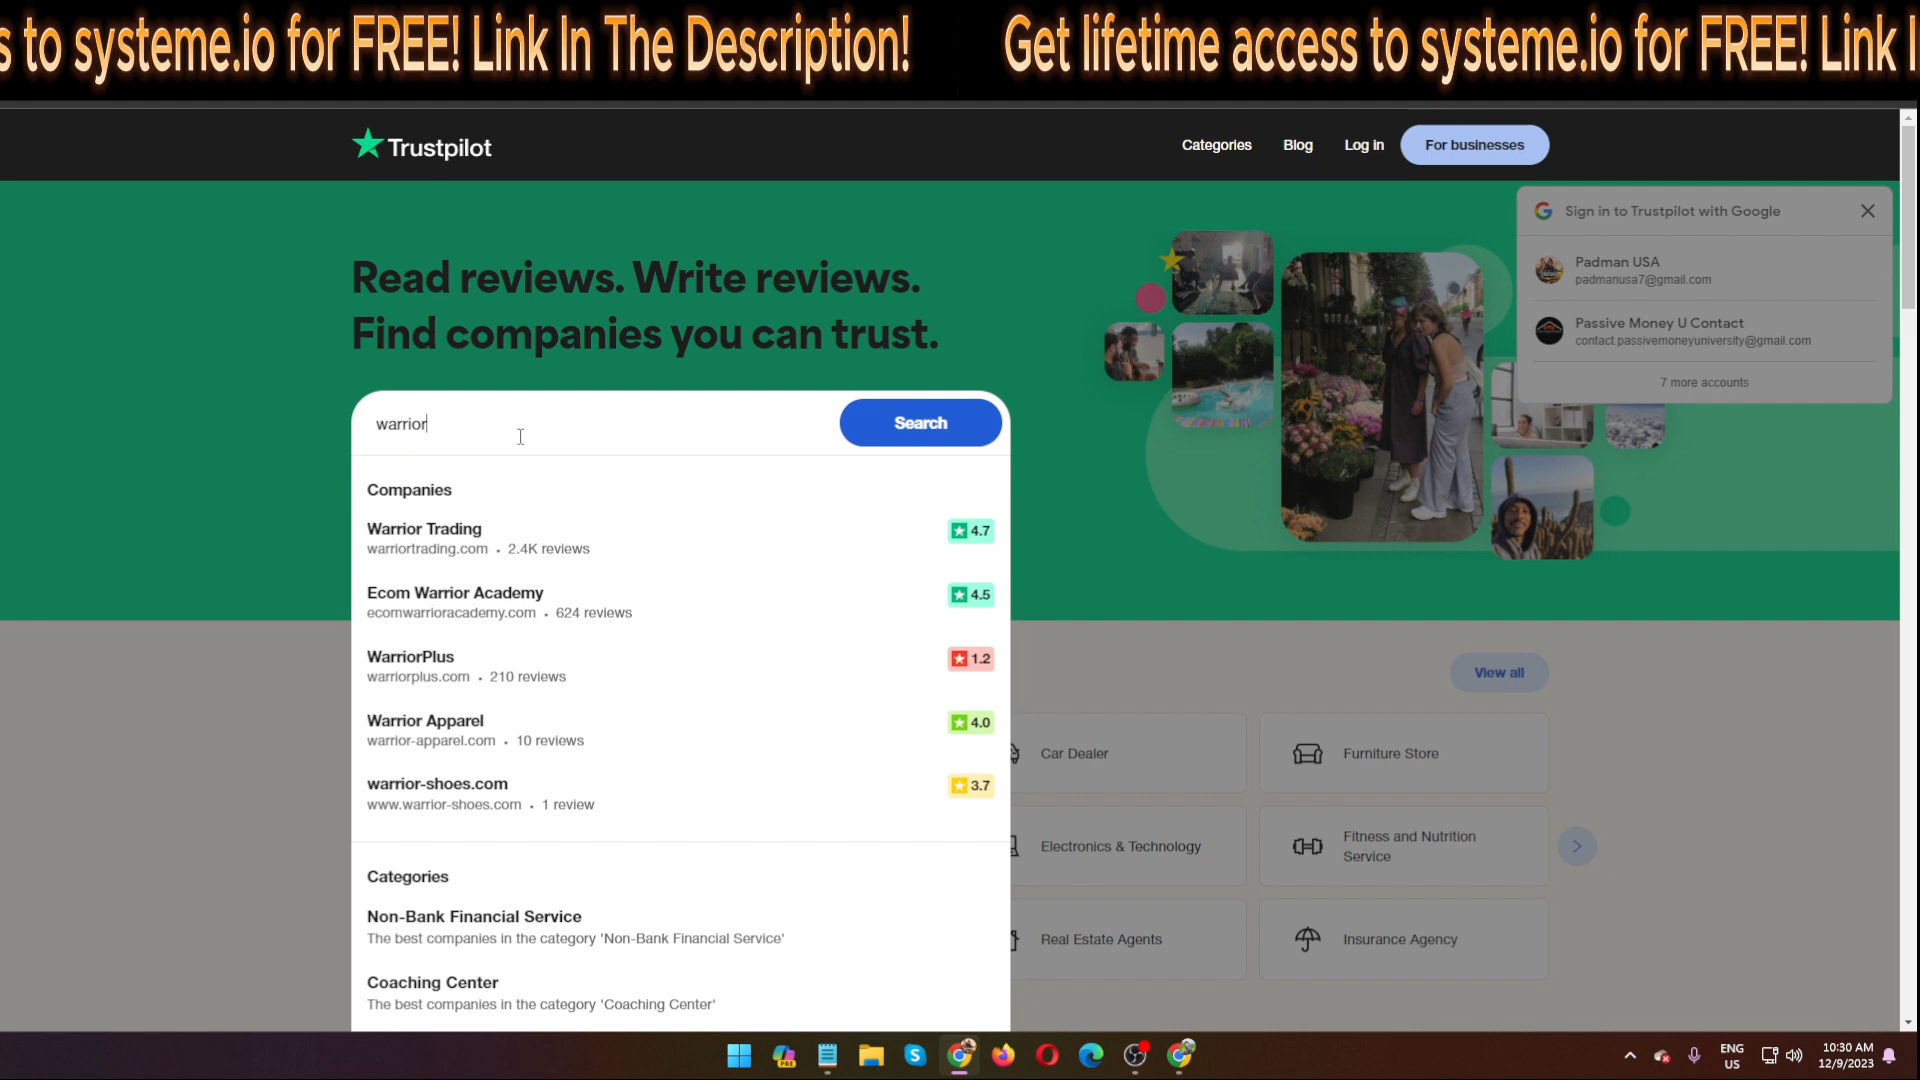 s to systeme.io for FREE! Link In The Description! Get lifetime access to systeme.io for FREE! Link I
Trustpilot
Categories Blog Log in For businesses
Sign in to Trustpilot with Google
Padman USA
padmanusa7@gmail.com
Passive Money U Contact
contact.passivemoneyuniversity@gmail.com
7 more accounts
Read reviews. Write reviews.
Find companies you can trust.
warrior
Search
Companies
Warrior Trading 4.7
warriortrading.com • 2.4K reviews
Ecom Warrior Academy 4.5
ecomwarrioracademy.com • 624 reviews
WarriorPlus 1.2
warriorplus.com • 210 reviews
Warrior Apparel 4.0
warrior-apparel.com • 10 reviews
warrior-shoes.com 3.7
www.warrior-shoes.com • 1 review
Categories
Non-Bank Financial Service
The best companies in the category 'Non-Bank Financial Service'
Coaching Center
The best companies in the category 'Coaching Center'
View all
Car Dealer
Furniture Store
Electronics & Technology
Fitness and Nutrition
Service
Real Estate Agents
Insurance Agency
PRE
ENG
US
10:30 AM
12/9/2023